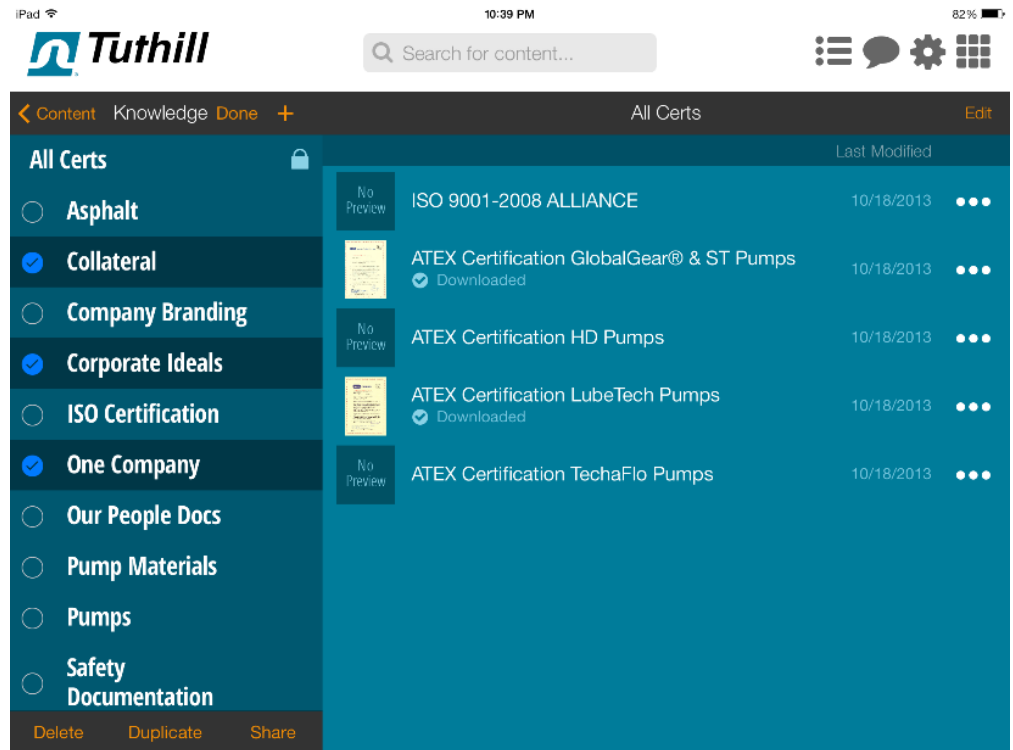 iPad 10:39 PM 82%
Tuthill
Search for content...
Content Knowledge Done + All Certs Edit
All Certs
Last Modified
Asphalt
Collateral
Company Branding
Corporate Ideals
ISO Certification
One Company
Our People Docs
Pump Materials
Pumps
Safety
Documentation
No
Preview
ISO 9001-2008 ALLIANCE 10/18/2013
ATEX Certification GlobalGear® & ST Pumps
Downloaded
10/18/2013
No
Preview
ATEX Certification HD Pumps 10/18/2013
ATEX Certification LubeTech Pumps
Downloaded
10/18/2013
No
Preview
ATEX Certification TechaFlo Pumps 10/18/2013
Delete Duplicate Share